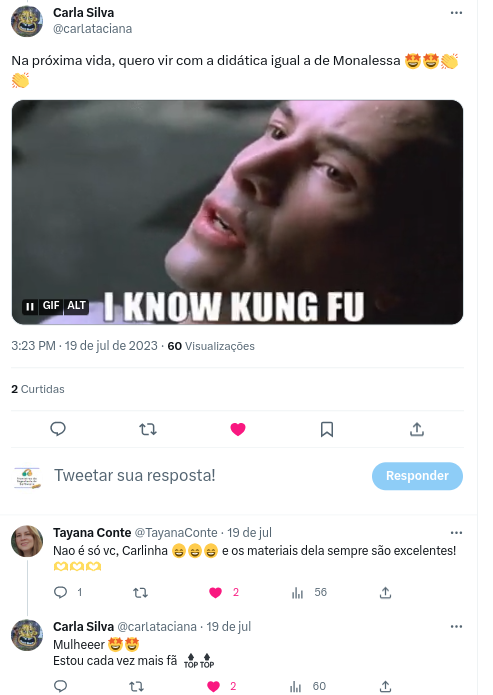 Carla Silva
@carlataciana
Na próxima vida, quero vir com a didática igual a de Monalessa 🤩🤩👏
👏
GIF ALT
I KNOW KUNG FU
3:23 PM · 19 de jul de 2023 · 60 Visualizações
2 Curtidas
Tweetar sua resposta!
Responder
Tayana Conte @TayanaConte · 19 de jul
Nao é só vc, Carlinha 😄😄😄 e os materiais dela sempre são excelentes!
🫶🫶🫶
1 2 56
Carla Silva @carlataciana · 19 de jul
Mulheeer 🤩🤩
Estou cada vez mais fã 🔝🔝
2 60